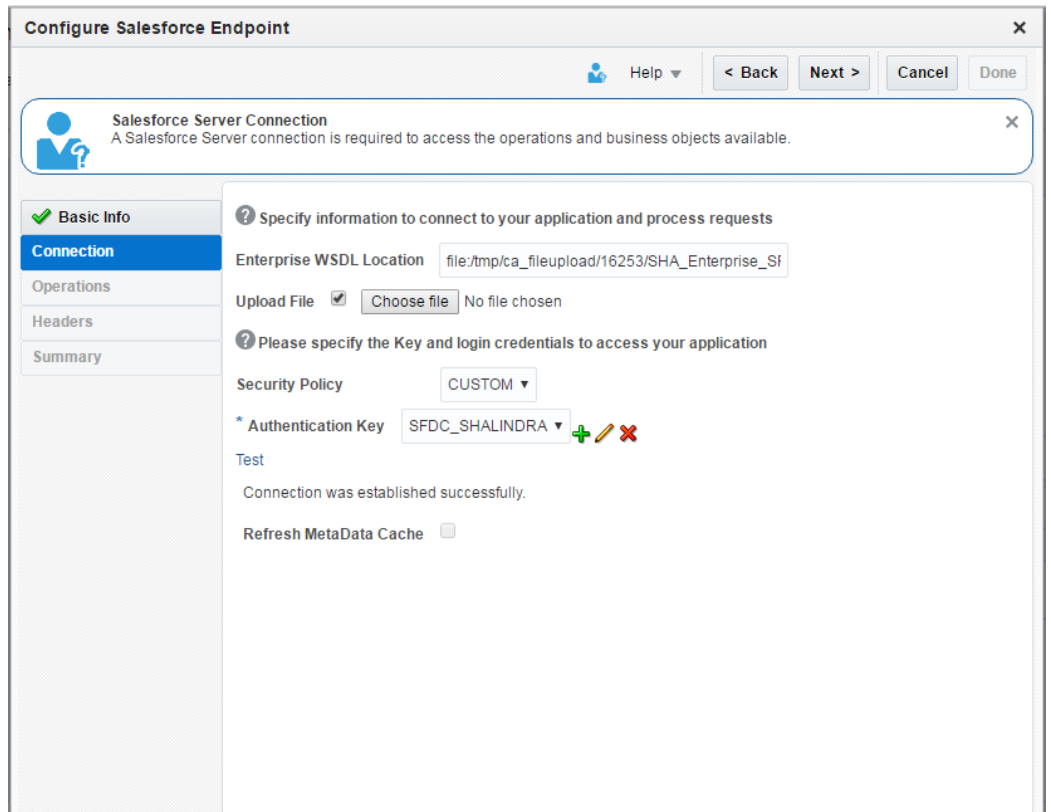 Configure Salesforce Endpoint
Help
< Back
Next >
Cancel
Done
Salesforce Server Connection
A Salesforce Server connection is required to access the operations and business objects available.
Basic Info
Connection
Operations
Headers
Summary
Specify information to connect to your application and process requests
Enterprise WSDL Location file:/tmp/ca_fileupload/16253/SHA_Enterprise_SF
Upload File Choose file No file chosen
Please specify the Key and login credentials to access your application
Security Policy CUSTOM
* Authentication Key SFDC_SHALINDRA
Test
Connection was established successfully.
Refresh MetaData Cache